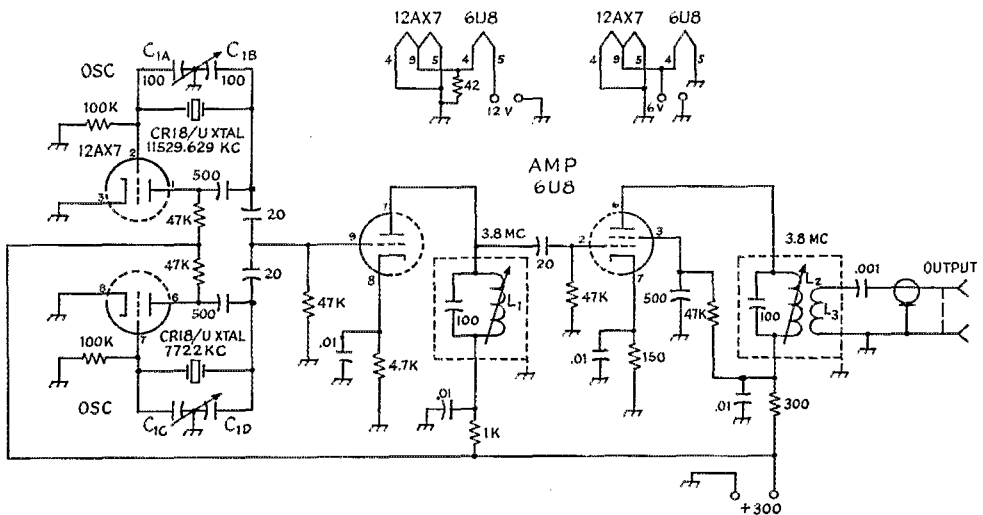 12AX7 6U8
4 9 5 4 5
42
12 V
12AX7 6U8
4 9 5 4 5
6V
OSC
C1A C1B
100 100
100K
CR18/U XTAL
11529.629 KC
12AX7
2
3
1
500
47K
20
47K
20
8
6
500
7
CR18/U XTAL
7722 KC
100K
OSC
C1C C1D
AMP
6U8
1
9
8
47K
.01
4.7K
3.8 MC
100
L1
.01
1K
20
6
2
3
7
47K
.01
150
500
47K
3.8 MC
100
L2
L3
.001
OUTPUT
.01
300
+300